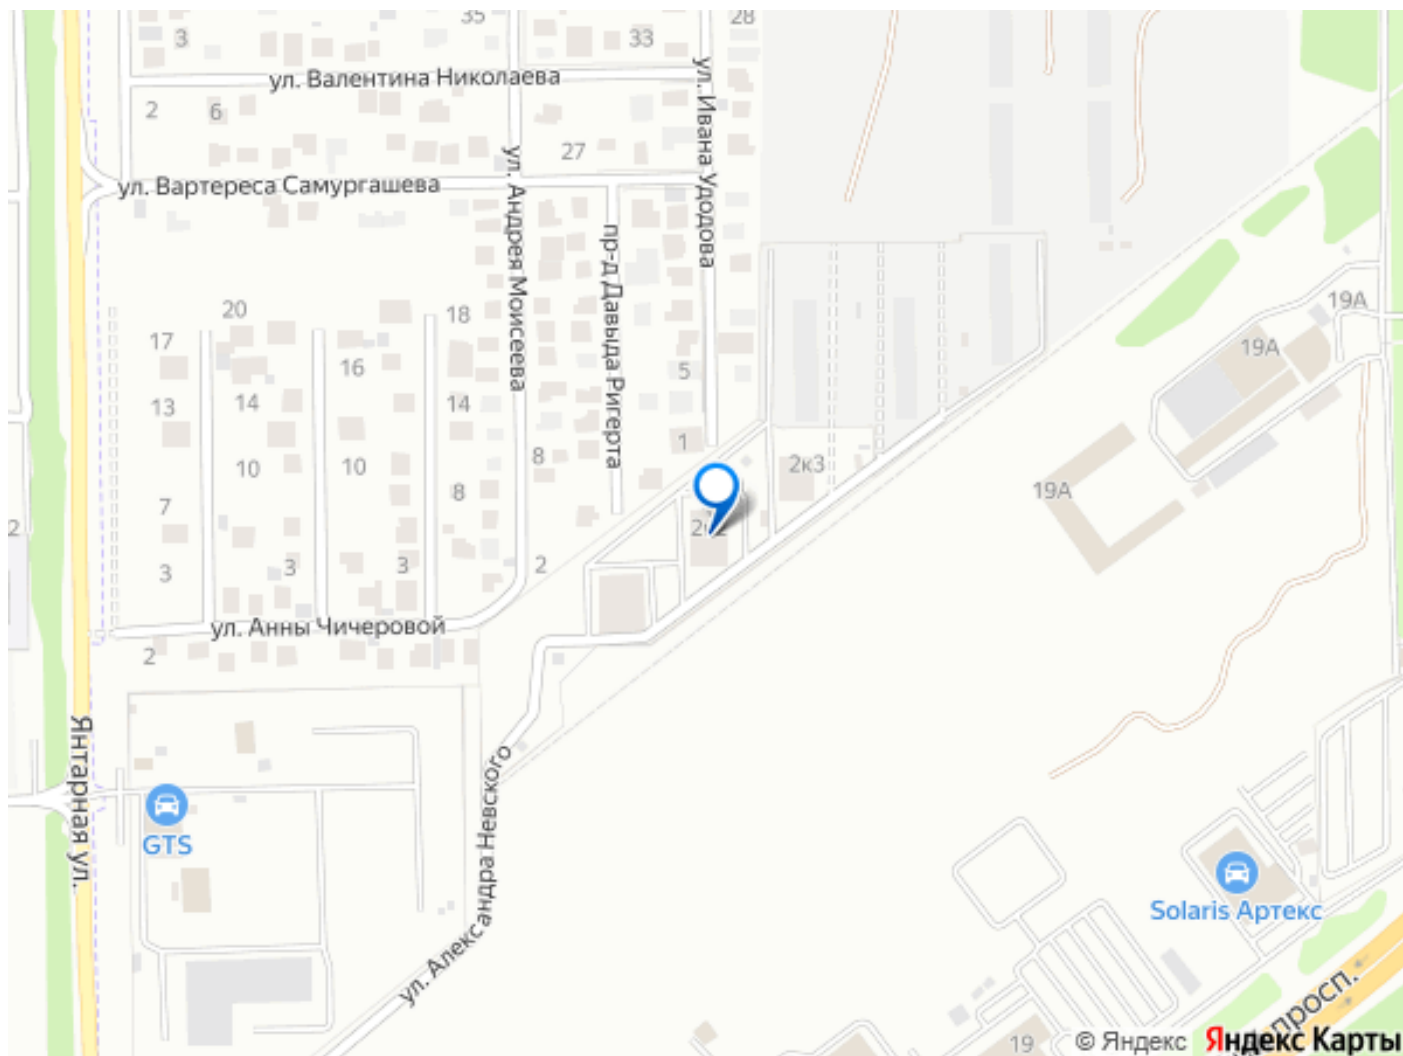 35
28
3
33
ул. Валентина Николаева
2
6
ул. Ивана Удодова
27
ул. Вартереса Самургашева
ул. Андрея Моисеева
пр-д Давыда Ригерта
20
18
17
16
5
13
14
14
1
10
10
8
8
7
2
3
3
3
2
ул. Анны Чичеровой
2
2к3
19А
19А
19А
Янтарная ул.
GTS
ул. Александра Невского
Solaris Артекс
просп.
19
© Яндекс
Яндекс Карты